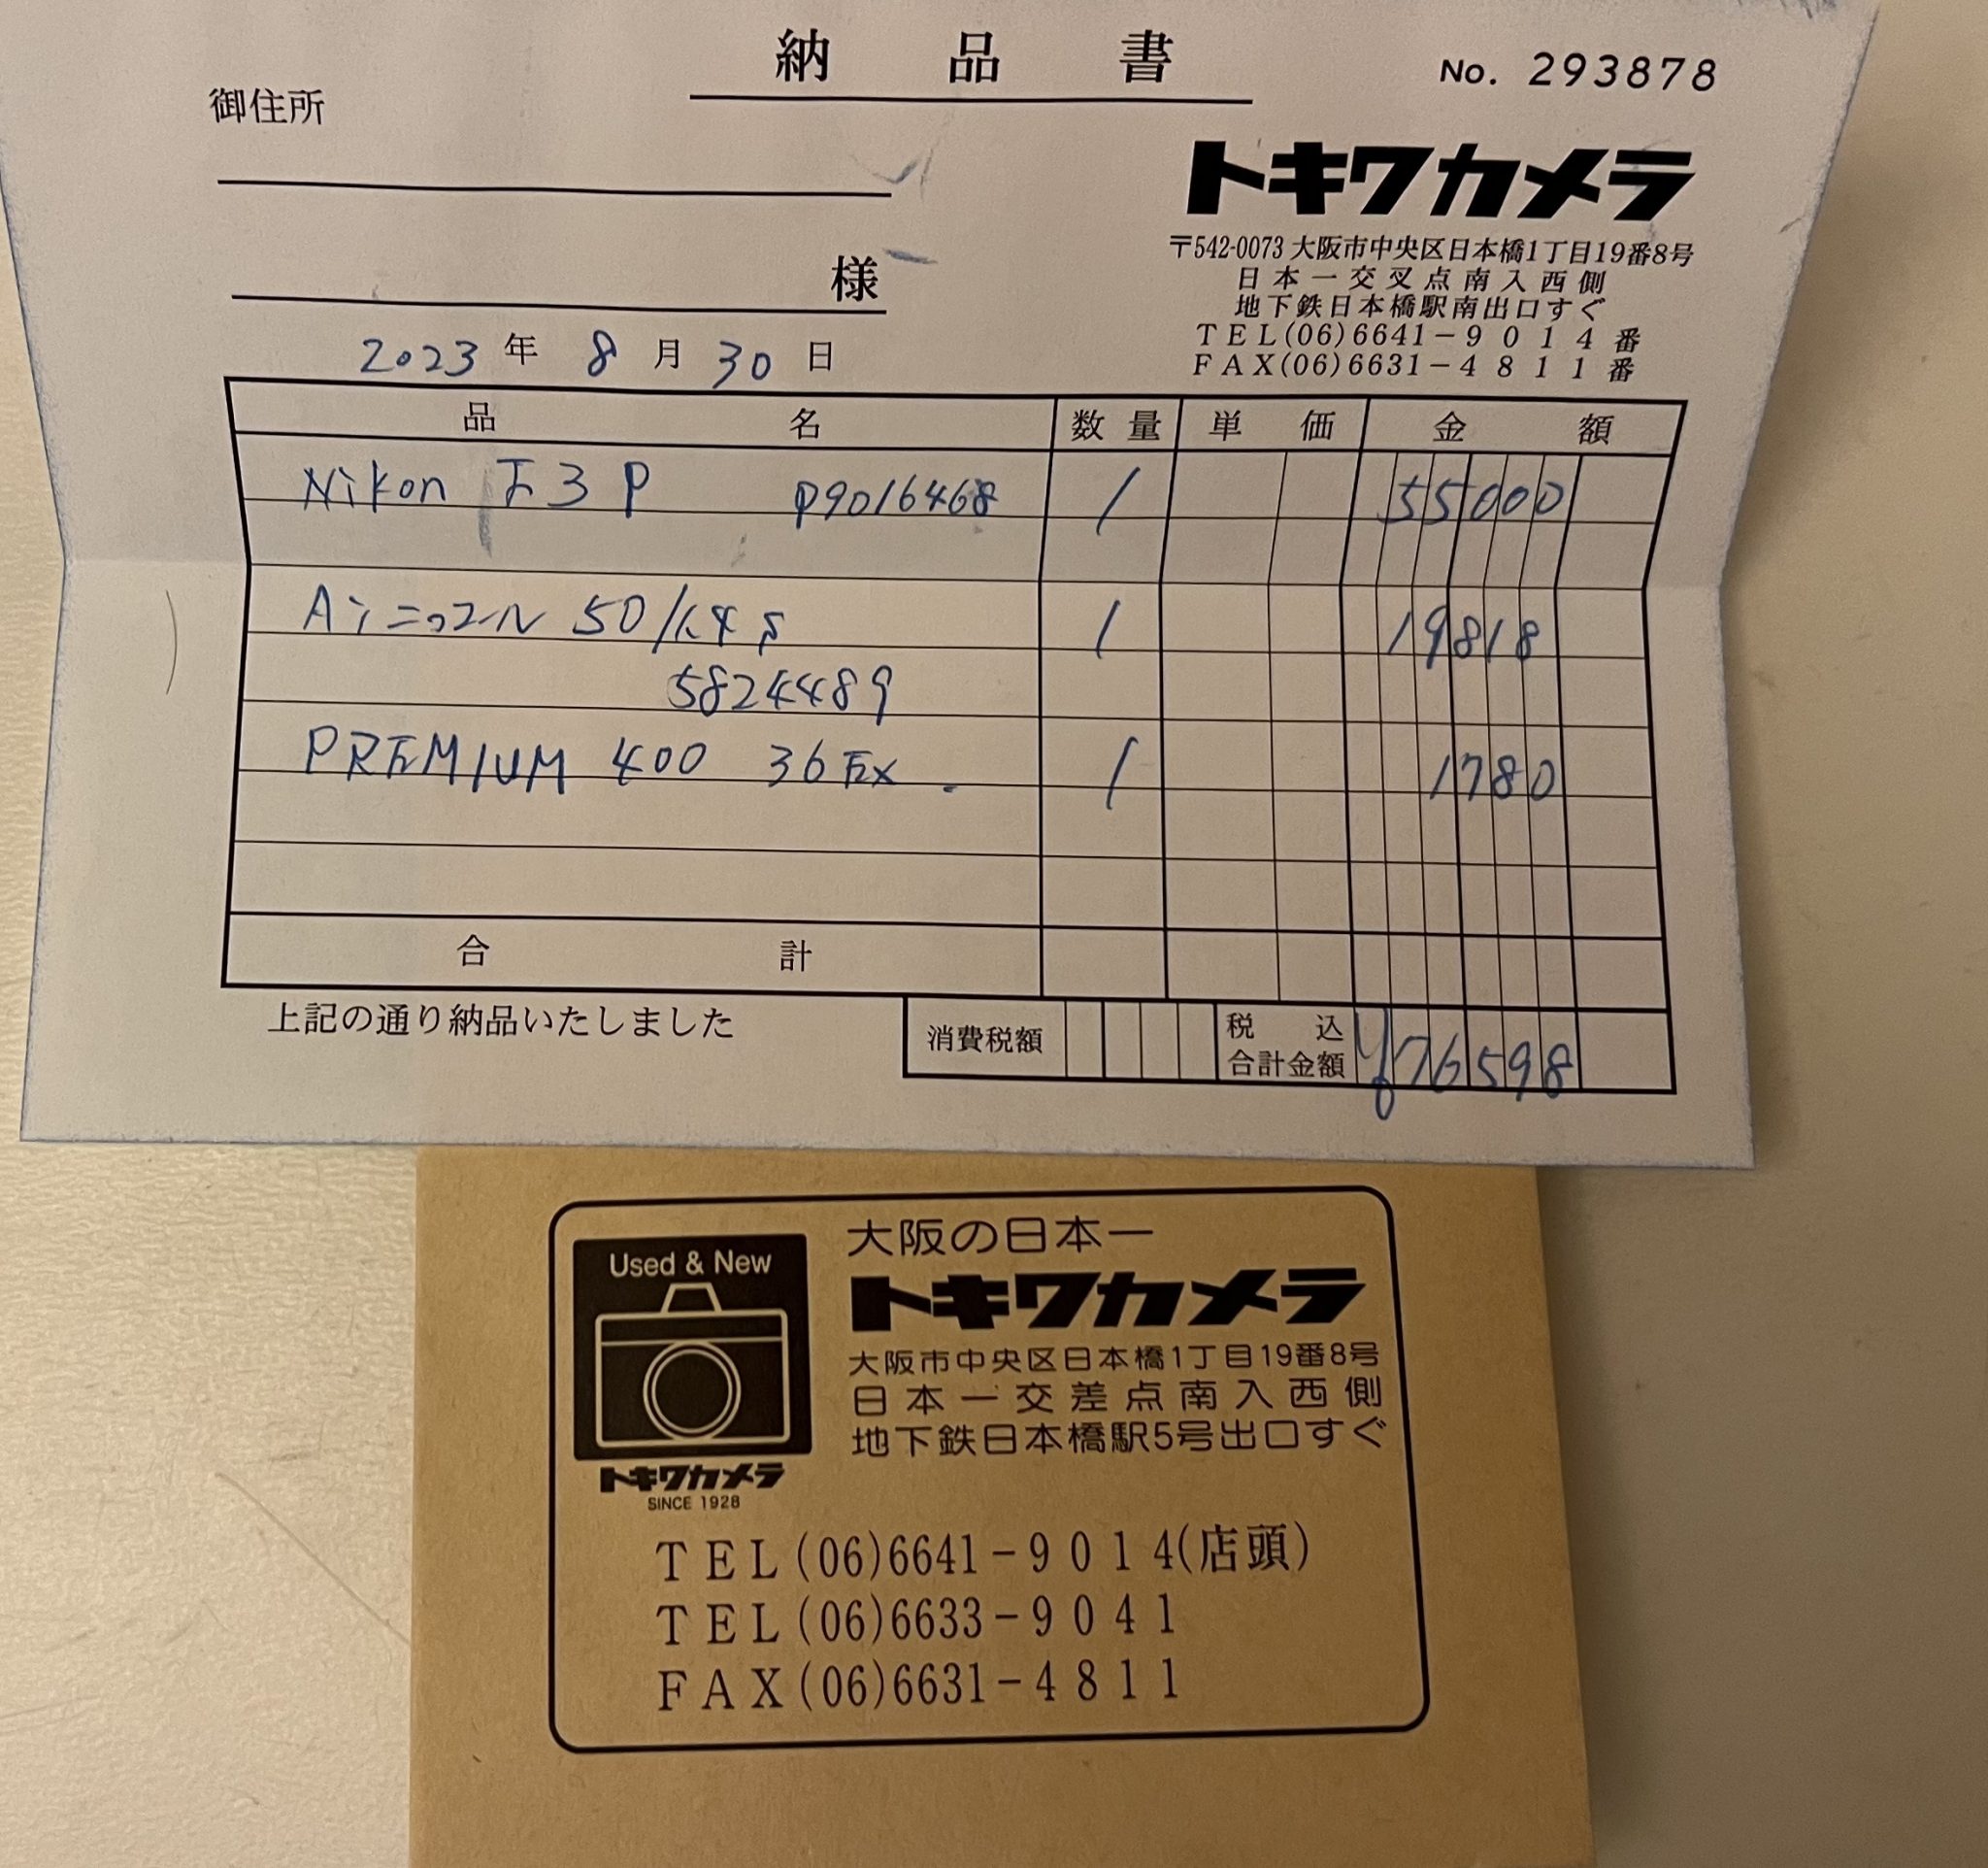 納品書
No. 293878
御住所
様
トキワカメラ
〒542-0073 大阪市中央区日本橋1丁目19番8号
日本一交叉点南入西側
地下鉄日本橋駅南出口すぐ
TEL(06)6641-9014番
FAX(06)6631-4811番
2023年 8月 30日
品名 数量 単価 金額
Nikon F3P P9016468 1 55000
Aiニッコール 50/1.4 S 1 19818
5824489
PREMIUM 400 36EX. 1 1780
合計
上記の通り納品いたしました
消費税額 税込合計金額 ¥76598
Used & New
トキワカメラ
SINCE 1928
大阪の日本一
トキワカメラ
大阪市中央区日本橋1丁目19番8号
日本一交差点南入西側
地下鉄日本橋駅5号出口すぐ
TEL(06)6641-9014(店頭)
TEL(06)6633-9041
FAX(06)6631-4811